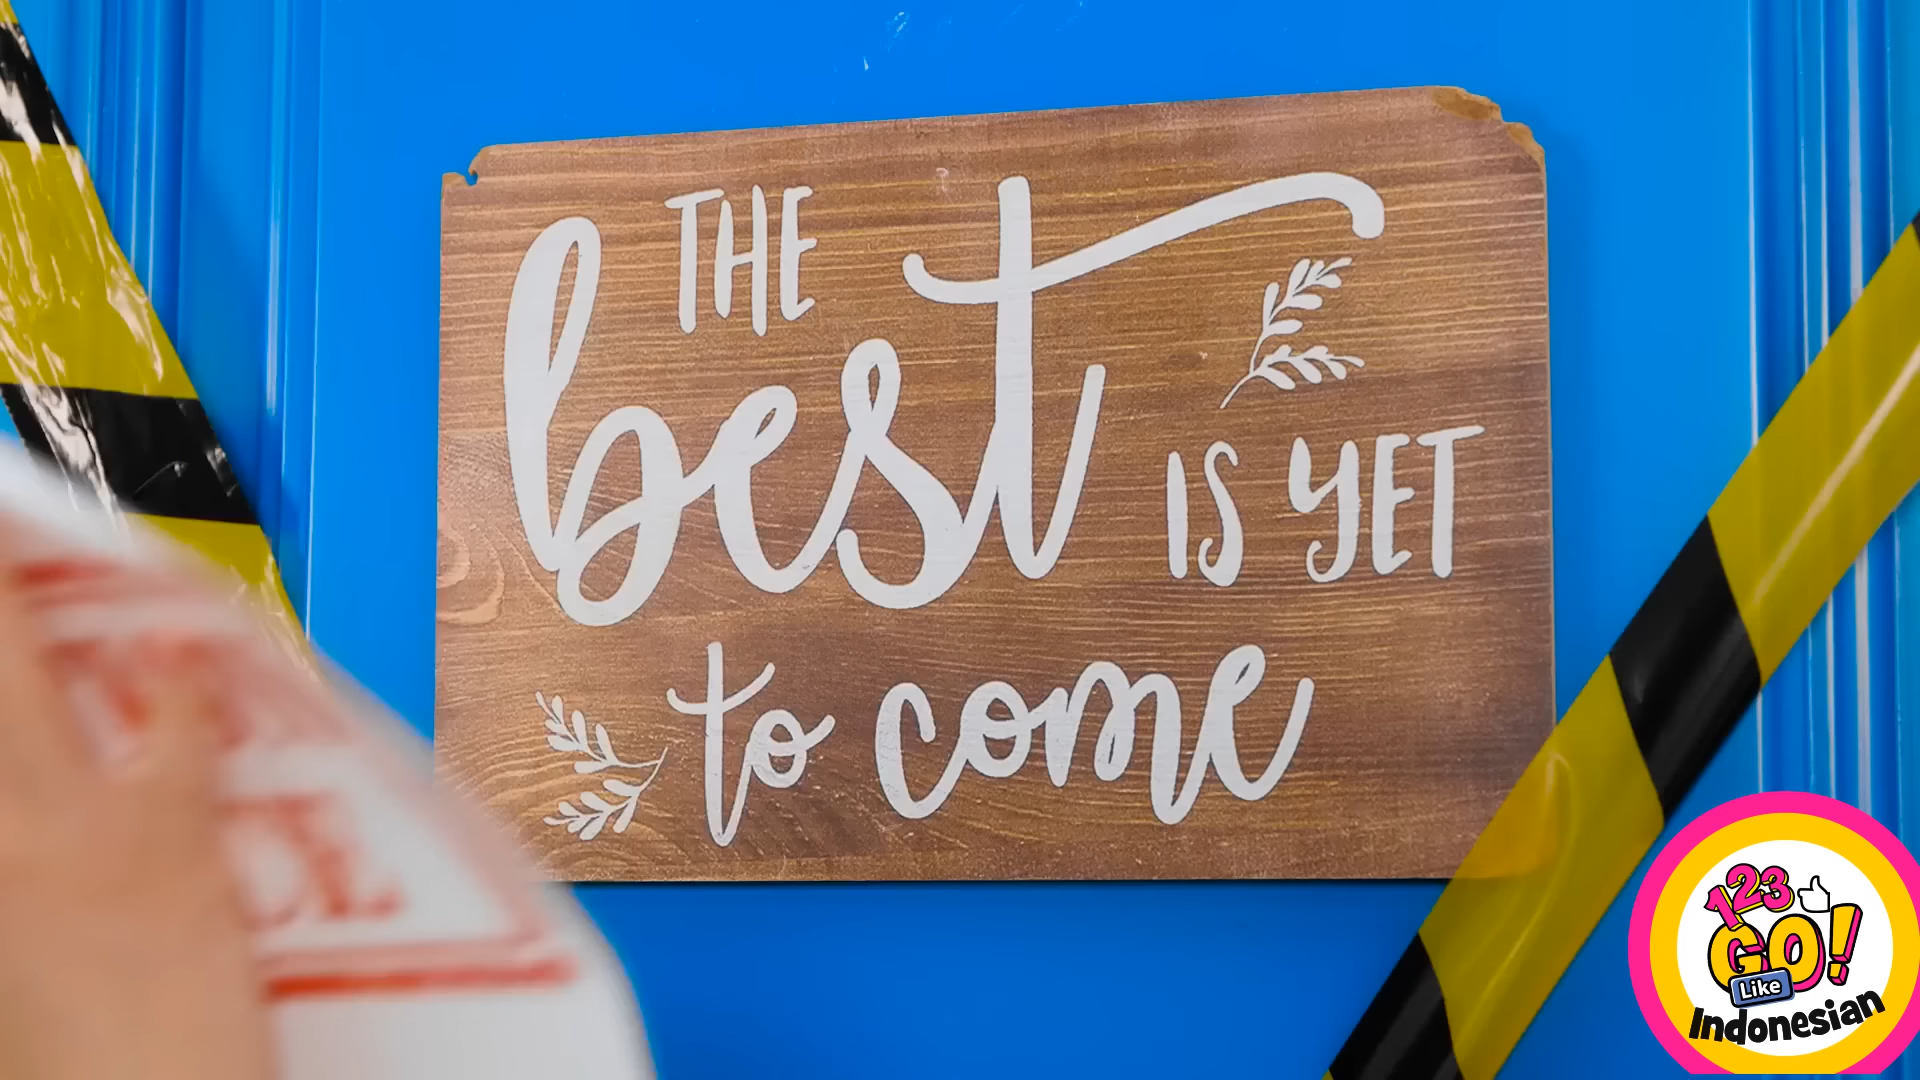 THE
best
IS YET
to come
123
GO!
Like
Indonesian